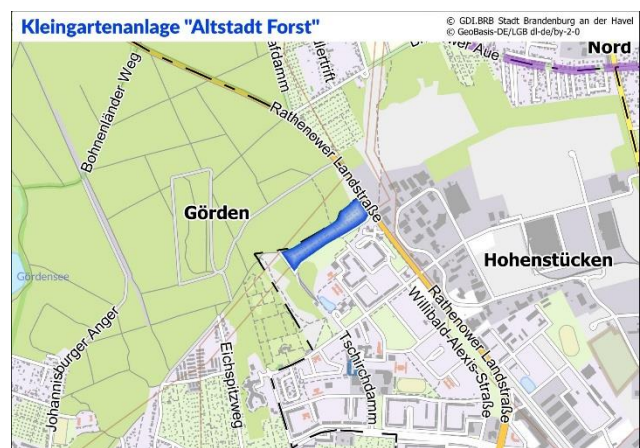 Kleingartenanlage "Altstadt Forst"
© GDI.BRB Stadt Brandenburg an der Havel
© GeoBasis-DE/LGB dl-de/by-2-0
Nord
Aue
Bohnenländer Weg
Rathenower Landstraße
Görden
Hohenstücken
Gördensee
Rathenower Landstraße
Willibald-Alexis-Straße
Johannisburger Anger
Eichspitzweg
Tschirchdamm